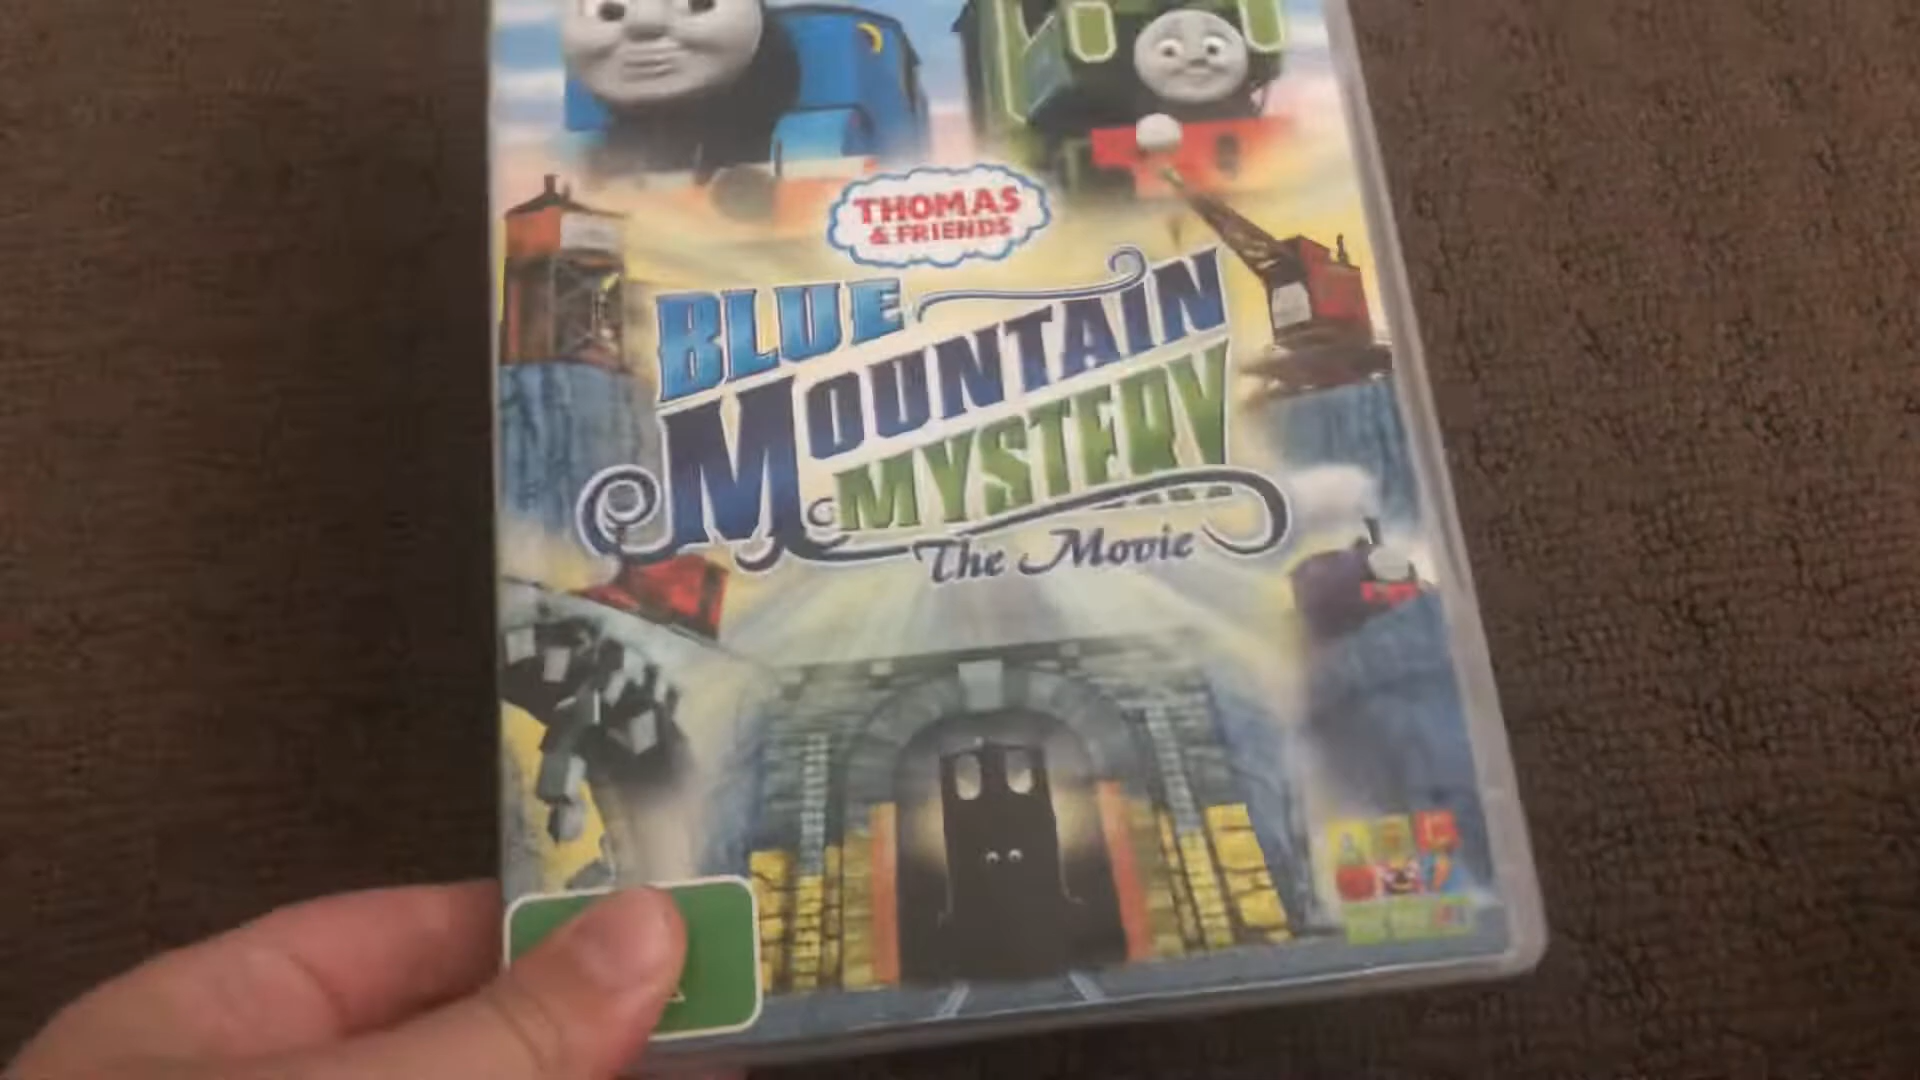 THOMAS
& FRIENDS
BLUE
MOUNTAIN
MYSTERY
The Movie